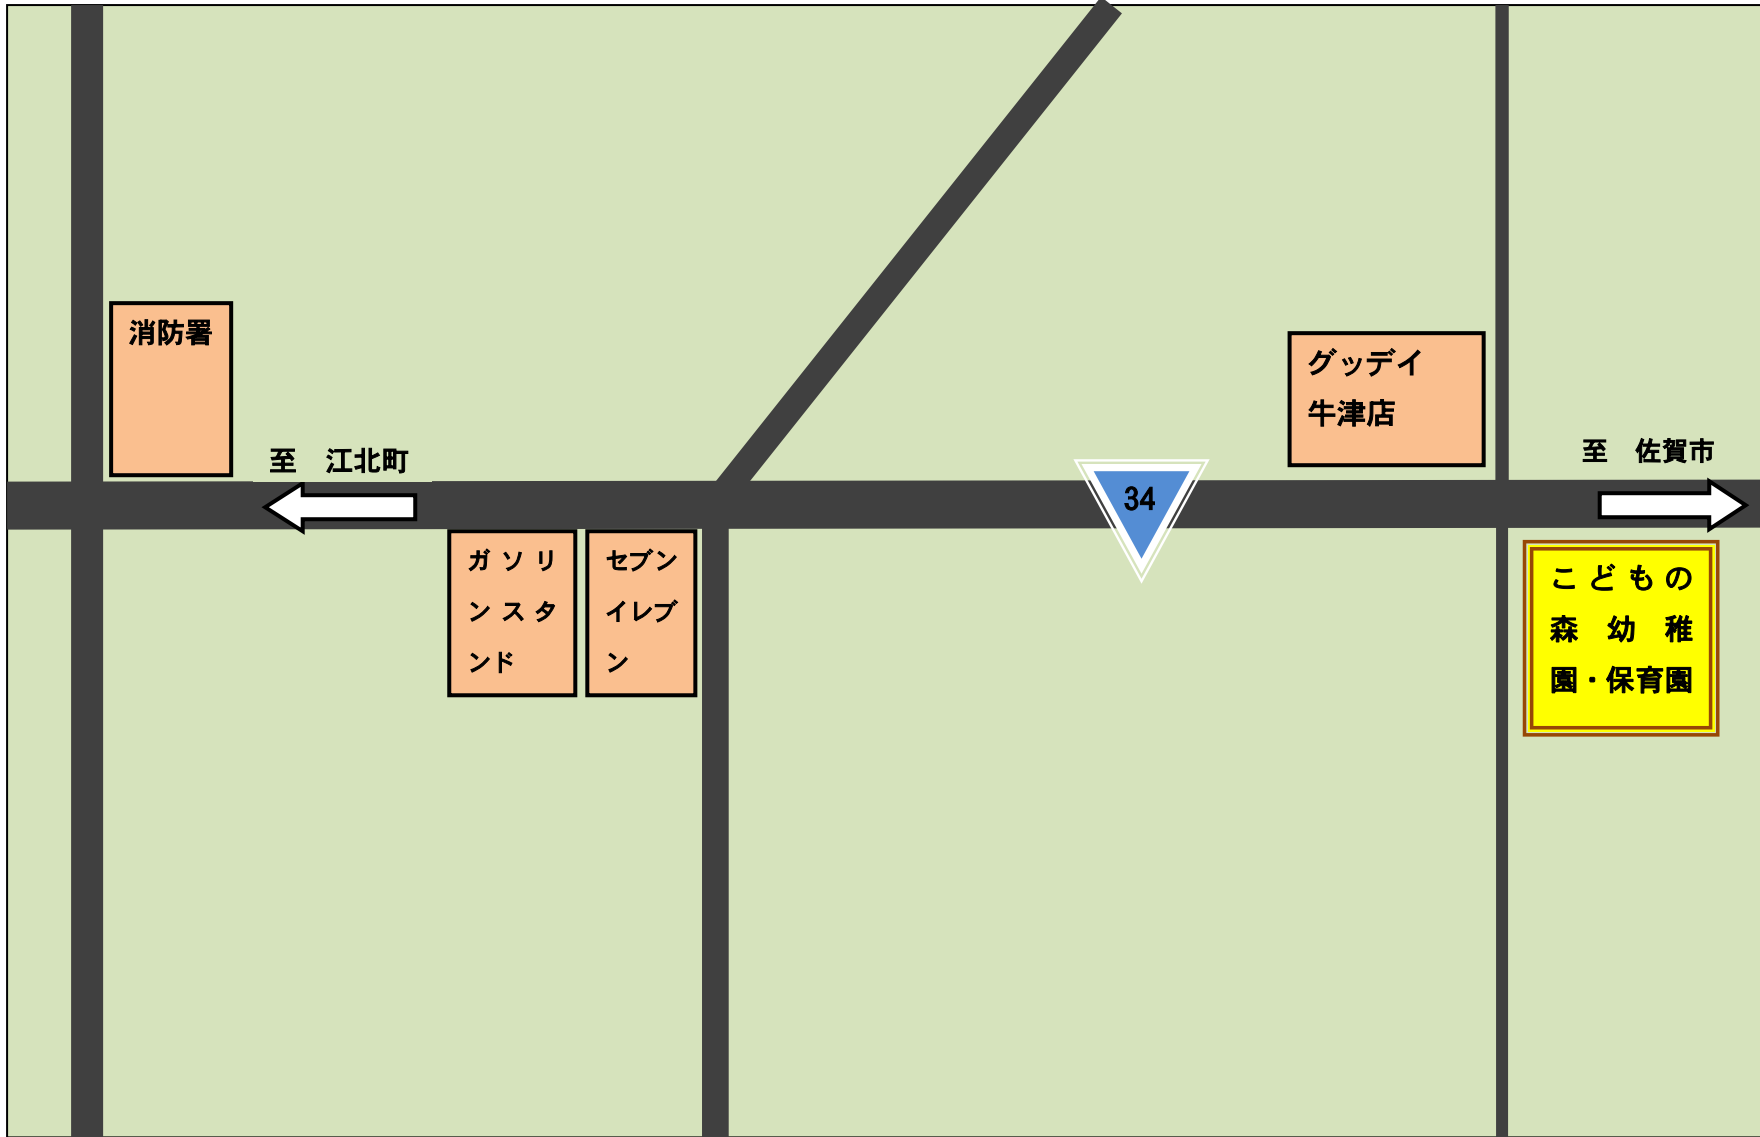 消防署
グッデイ
牛津店
至 江北町
至 佐賀市
34
ガソリ
ンスタ
ンド
セブン
イレブ
ン
こどもの
森幼稚
園・保育園